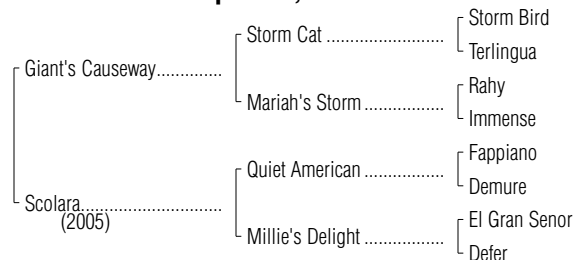 Storm Bird
Storm Cat ........................
Terlingua
Giant's Causeway..............
Rahy
Mariah's Storm ................
Immense
Fappiano
Quiet American ................
Demure
Scolara.............................
(2005)
El Gran Senor
Millie's Delight ................
Defer